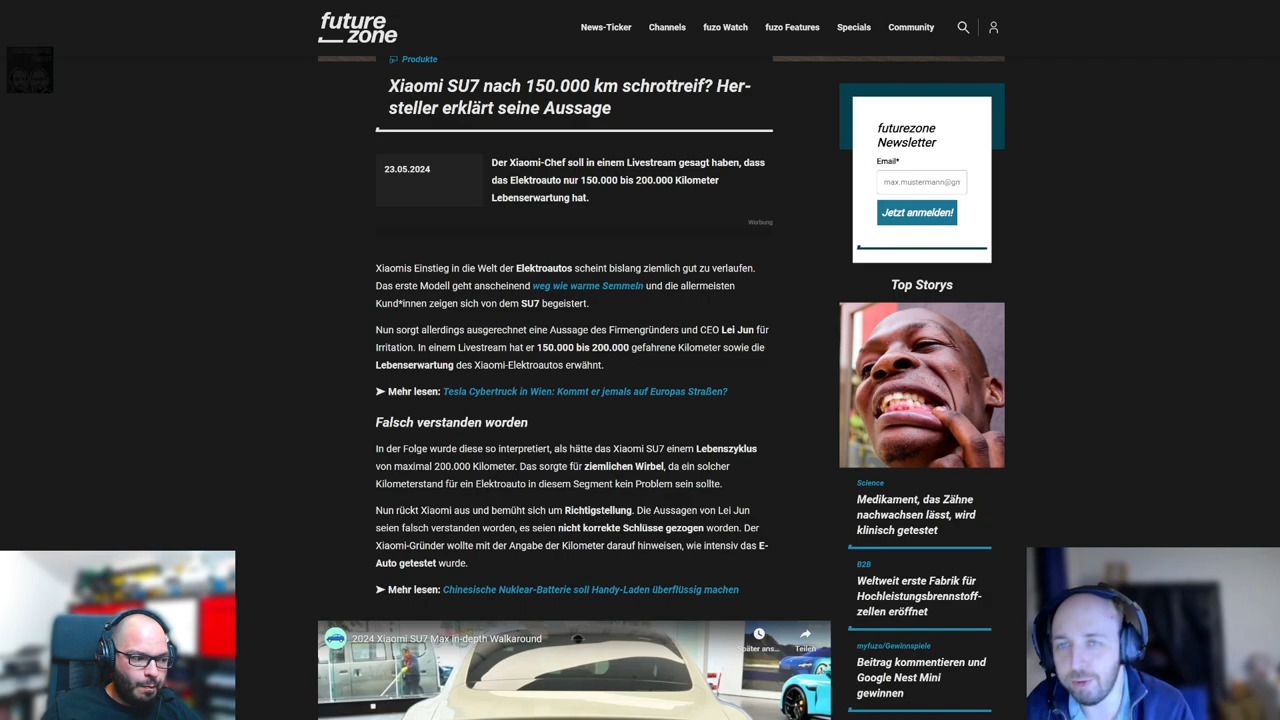 future
zone
News-Ticker
Channels
fuzo Watch
fuzo Features
Specials
Community
Produkte
Xiaomi SU7 nach 150.000 km schrottreif? Her-
steller erklärt seine Aussage
23.05.2024
Der Xiaomi-Chef soll in einem Livestream gesagt haben, dass
das Elektroauto nur 150.000 bis 200.000 Kilometer
Lebenserwartung hat.
Werbung
Xiaomis Einstieg in die Welt der Elektroautos scheint bislang ziemlich gut zu verlaufen.
Das erste Modell geht anscheinend weg wie warme Semmeln und die allermeisten
Kund*innen zeigen sich von dem SU7 begeistert.
Nun sorgt allerdings ausgerechnet eine Aussage des Firmengründers und CEO Lei Jun für
Irritation. In einem Livestream hat er 150.000 bis 200.000 gefahrene Kilometer sowie die
Lebenserwartung des Xiaomi-Elektroautos erwähnt.
➤ Mehr lesen: Tesla Cybertruck in Wien: Kommt er jemals auf Europas Straßen?
Falsch verstanden worden
In der Folge wurde diese so interpretiert, als hätte das Xiaomi SU7 einem Lebenszyklus
von maximal 200.000 Kilometer. Das sorgte für ziemlichen Wirbel, da ein solcher
Kilometerstand für ein Elektroauto in diesem Segment kein Problem sein sollte.
Nun rückt Xiaomi aus und bemüht sich um Richtigstellung. Die Aussagen von Lei Jun
seien falsch verstanden worden, es seien nicht korrekte Schlüsse gezogen worden. Der
Xiaomi-Gründer wollte mit der Angabe der Kilometer darauf hinweisen, wie intensiv das E-
Auto getestet wurde.
➤ Mehr lesen: Chinesische Nuklear-Batterie soll Handy-Laden überflüssig machen
2024 Xiaomi SU7 Max in-depth Walkaround
Später ans...
Teilen
futurezone
Newsletter
Email*
max.mustermann@gm
Jetzt anmelden!
Top Storys
Science
Medikament, das Zähne
nachwachsen lässt, wird
klinisch getestet
B2B
Weltweit erste Fabrik für
Hochleistungsbrennstoff-
zellen eröffnet
myfuzo/Gewinnspiele
Beitrag kommentieren und
Google Nest Mini
gewinnen